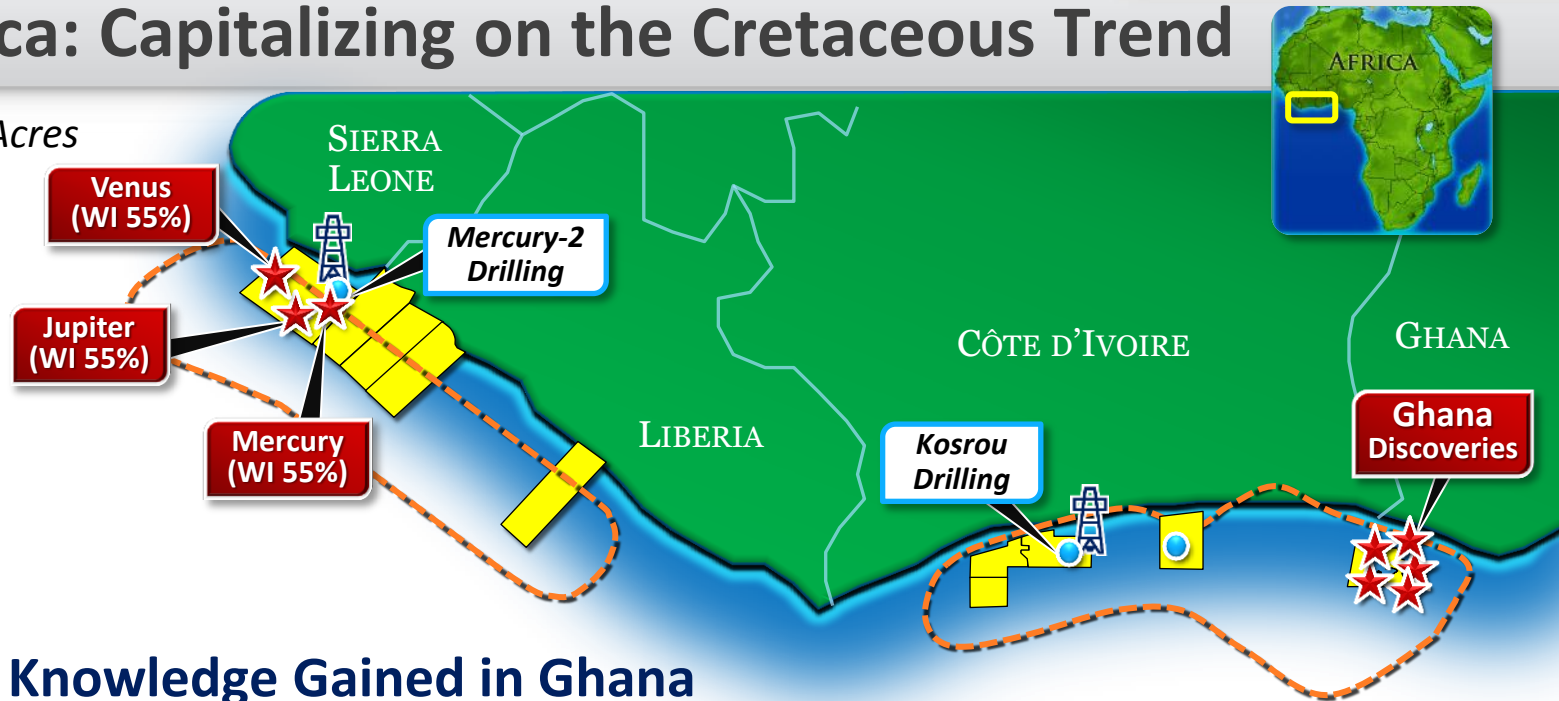 ca: Capitalizing on the Cretaceous Trend
AFRICA
Acres
SIERRA
LEONE
Venus
(WI 55%)
Mercury-2
Drilling
Jupiter
(WI 55%)
CÔTE D'IVOIRE
GHANA
Mercury
(WI 55%)
LIBERIA
Kosrou
Drilling
Ghana
Discoveries
Knowledge Gained in Ghana